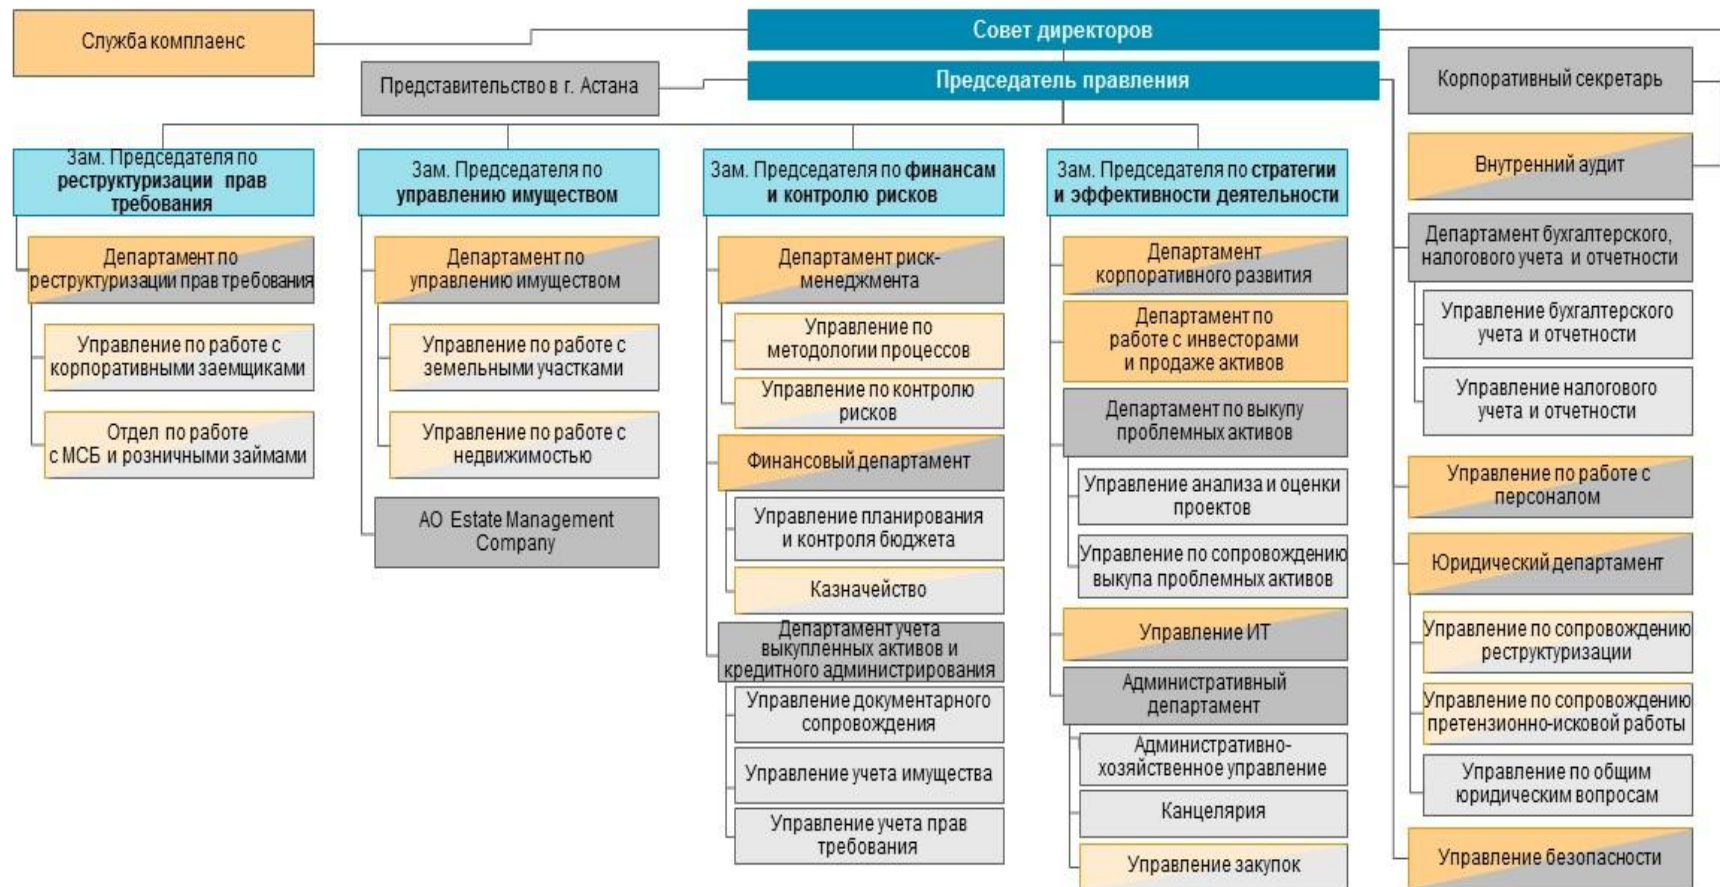 Служба комплаенс
Совет директоров
Председатель правления
Представительство в г. Астана
Корпоративный секретарь
Внутренний аудит
Зам. Председателя по
реструктуризации прав
требования
Департамент по
реструктуризации прав требования
Управление по работе с
корпоративными заемщиками
Отдел по работе
с МСБ и розничными займами
Зам. Председателя по
управлению имуществом
Департамент по
управлению имуществом
Управление по работе с
земельными участками
Управление по работе с
недвижимостью
АО Estate Management
Company
Зам. Председателя по финансам
и контролю рисков
Департамент риск-
менеджмента
Управление по
методологии процессов
Управление по контролю
рисков
Финансовый департамент
Управление планирования
и контроля бюджета
Казначейство
Департамент учета
выкупленных активов и
кредитного администрирования
Управление документарного
сопровождения
Управление учета имущества
Управление учета прав
требования
Зам. Председателя по стратегии
и эффективности деятельности
Департамент
корпоративного развития
Департамент по
работе с инвесторами
и продаже активов
Департамент по выкупу
проблемных активов
Управление анализа и оценки
проектов
Управление по сопровождению
выкупа проблемных активов
Управление ИТ
Административный
департамент
Административно-
хозяйственное управление
Канцелярия
Управление закупок
Департамент бухгалтерского,
налогового учета и отчетности
Управление бухгалтерского
учета и отчетности
Управление налогового
учета и отчетности
Управление по работе с
персоналом
Юридический департамент
Управление по сопровождению
реструктуризации
Управление по сопровождению
претензионно-исковой работы
Управление по общим
юридическим вопросам
Управление безопасности